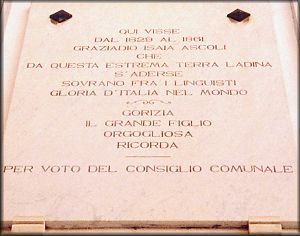 QUI VISSE
DAL 1829 AL 1861
GRAZIADIO ISAIA ASCOLI
CHE
DA QUESTA ESTREMA TERRA LADINA
S'ADERSE
SOVRANO FRA I LINGUISTI
GLORIA D'ITALIA NEL MONDO
GORIZIA
IL GRANDE FIGLIO
ORGOGLIOSA
RICORDA
PER VOTO DEL CONSIGLIO COMUNALE